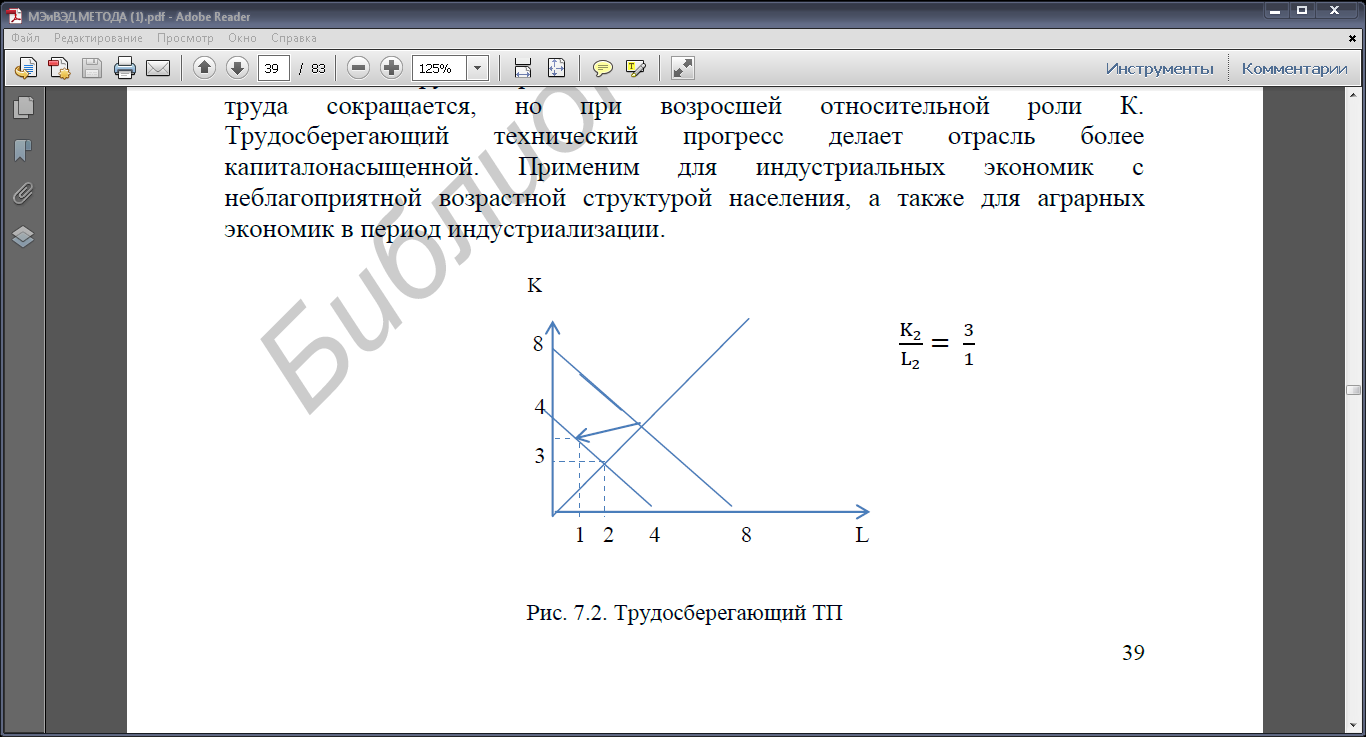 МЭиВЭД МЕТОДА (1).pdf - Adobe Reader
Файл Редактирование Просмотр Окно Справка
39 / 83 125% Инструменты Комментарии
труда сокращается, но при возросшей относительной роли К.
Трудосберегающий технический прогресс делает отрасль более
капиталонасыщенной. Применим для индустриальных экономик с
неблагоприятной возрастной структурой населения, а также для аграрных
экономик в период индустриализации.
K
8
4
3
1 2 4 8 L
K₂/L₂ = 3/1
Рис. 7.2. Трудосберегающий ТП
39